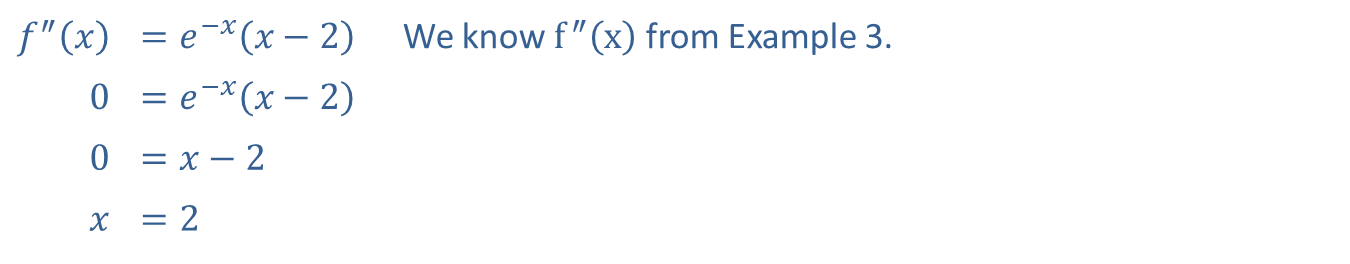 f″(x) = e⁻ˣ(x − 2) We know f″(x) from Example 3.
0 = e⁻ˣ(x − 2)
0 = x − 2
x = 2